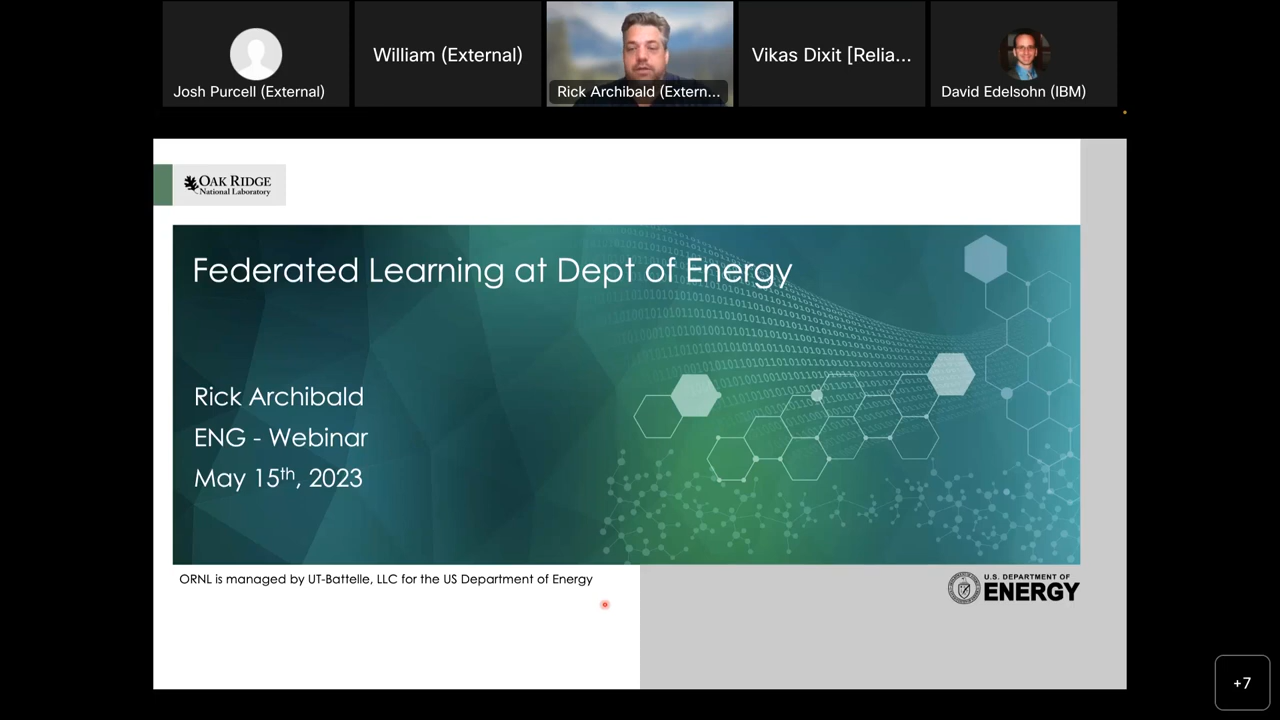 Josh Purcell (External)
William (External)
Rick Archibald (Extern...
Vikas Dixit [Relia...
David Edelsohn (IBM)
OAK RIDGE
National Laboratory
Federated Learning at Dept of Energy
Rick Archibald
ENG - Webinar
May 15th, 2023
ORNL is managed by UT-Battelle, LLC for the US Department of Energy
U.S. DEPARTMENT OF
ENERGY
+7